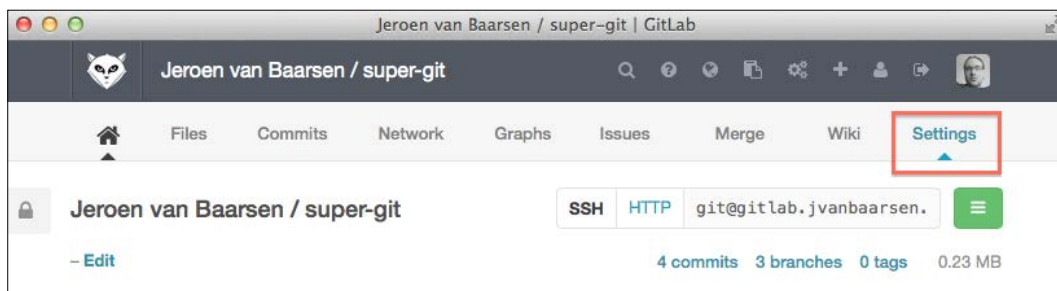 Jeroen van Baarsen / super-git | GitLab
Jeroen van Baarsen / super-git
Files Commits Network Graphs Issues Merge Wiki Settings
Jeroen van Baarsen / super-git SSH HTTP git@gitlab.jvanbaarsen.
– Edit 4 commits 3 branches 0 tags 0.23 MB